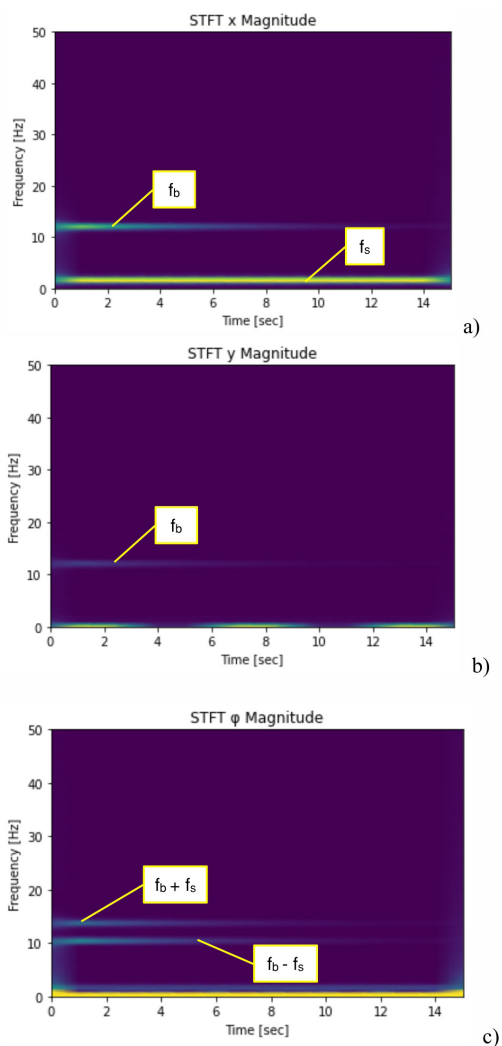 STFT x Magnitude
50
40
30
20
10
0
Frequency [Hz]
fb
fs
0 2 4 6 8 10 12 14
Time [sec]
a)
STFT y Magnitude
50
40
30
20
10
0
Frequency [Hz]
fb
0 2 4 6 8 10 12 14
Time [sec]
b)
STFT φ Magnitude
50
40
30
20
10
0
Frequency [Hz]
fb + fs
fb - fs
0 2 4 6 8 10 12 14
Time [sec]
c)